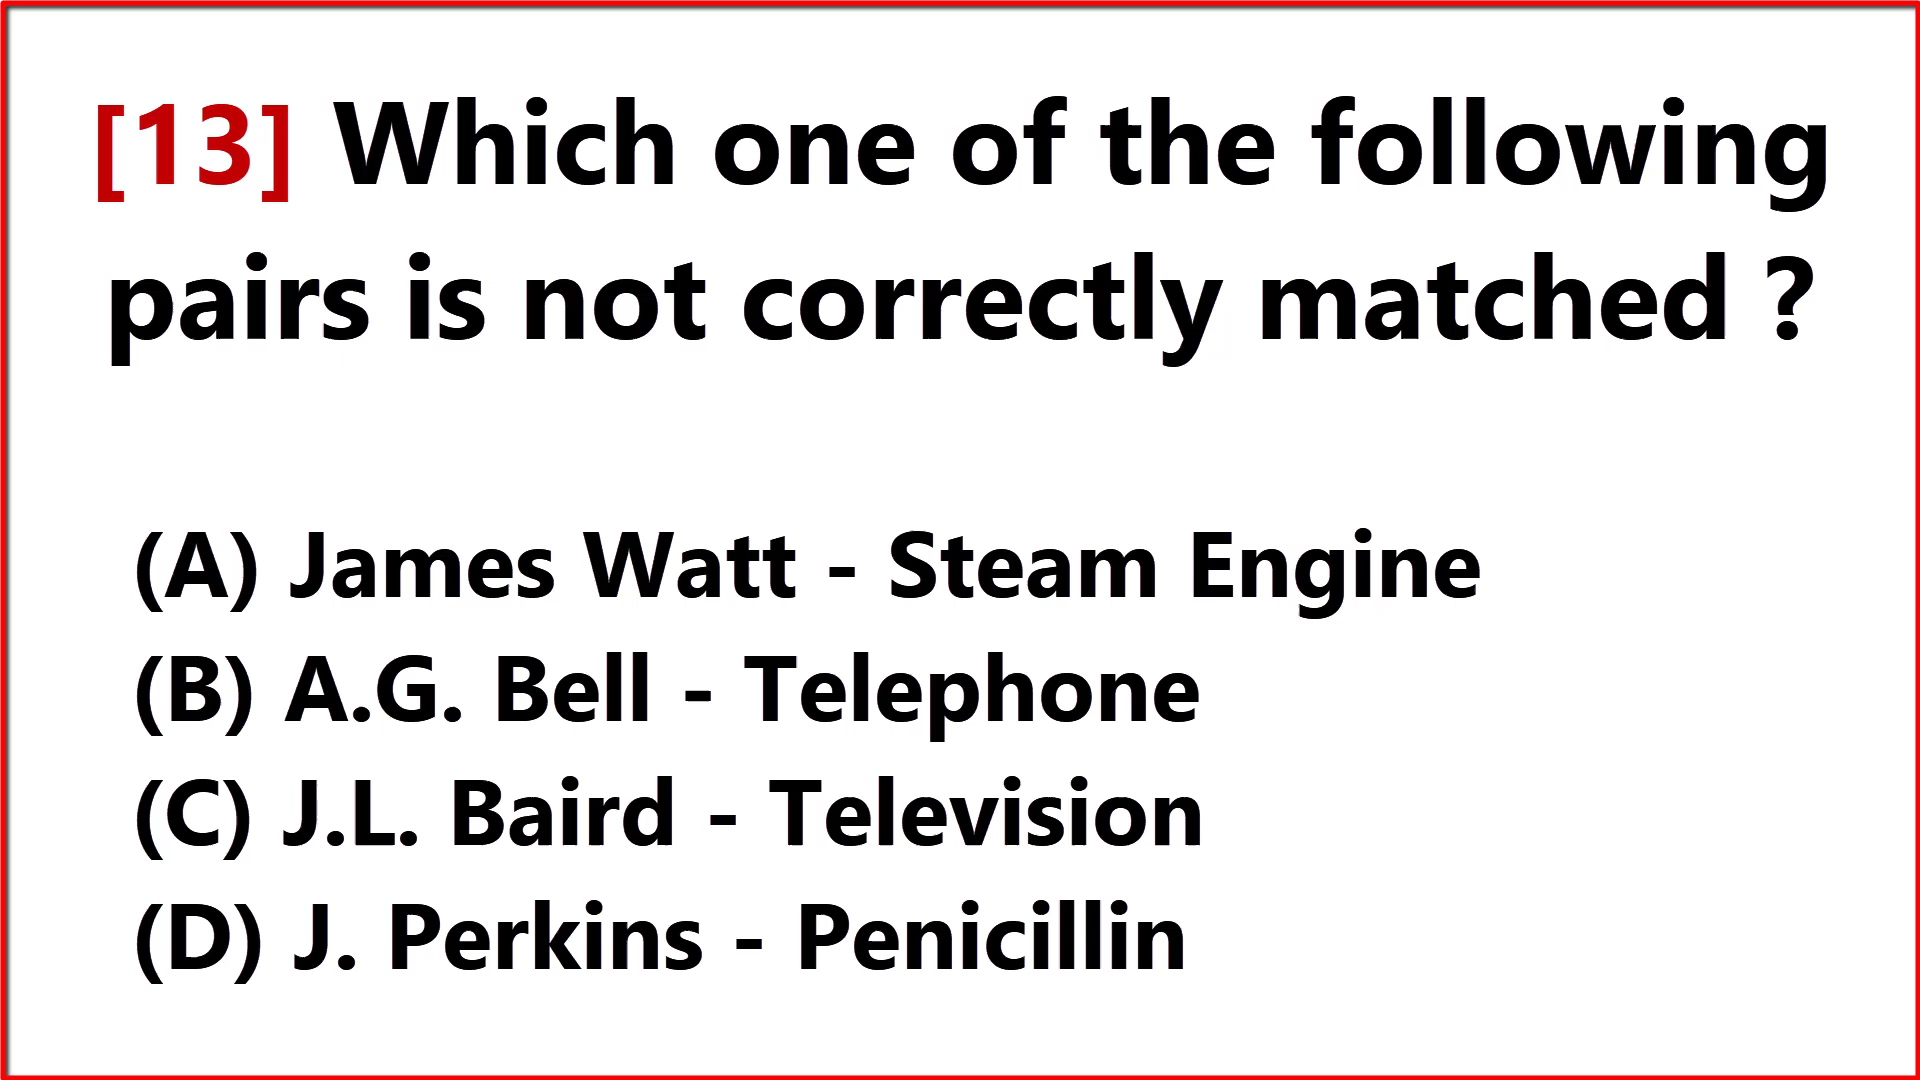 [13] Which one of the following
pairs is not correctly matched ?
(A) James Watt - Steam Engine
(B) A.G. Bell - Telephone
(C) J.L. Baird - Television
(D) J. Perkins - Penicillin